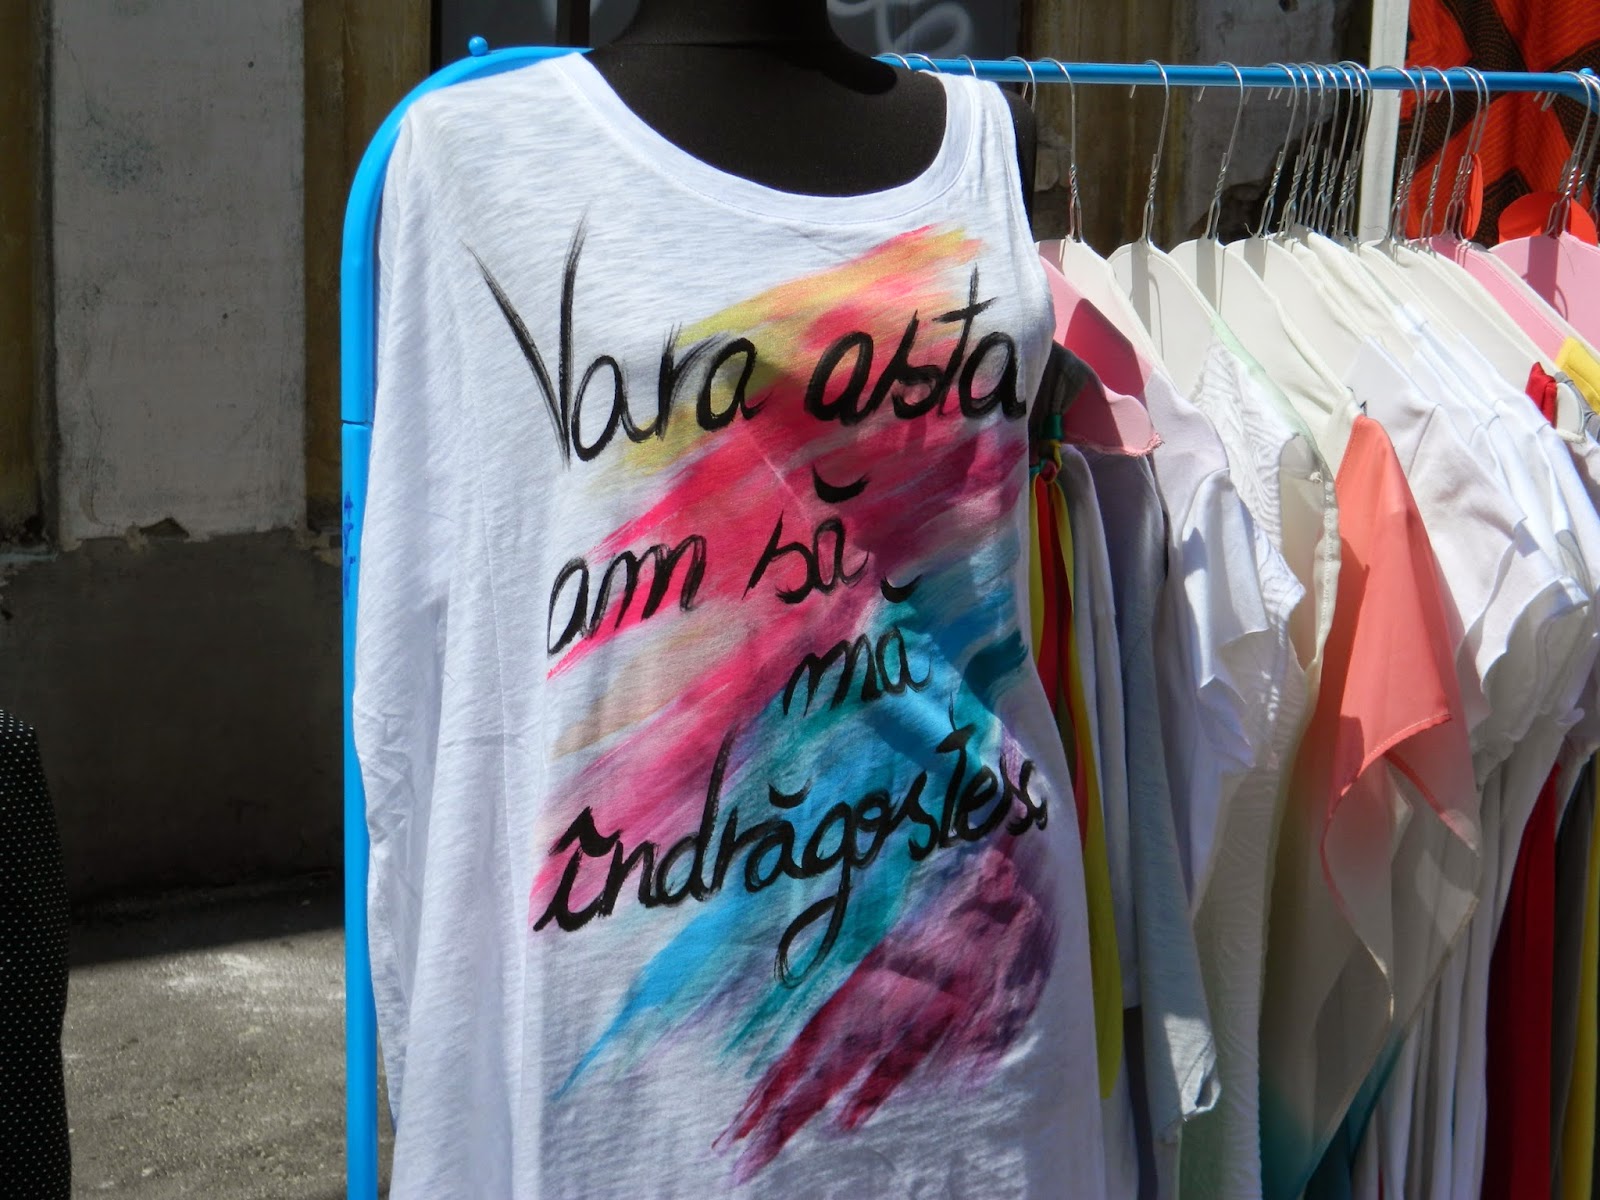 Vara asta
am să
mă
îndrăgostesc